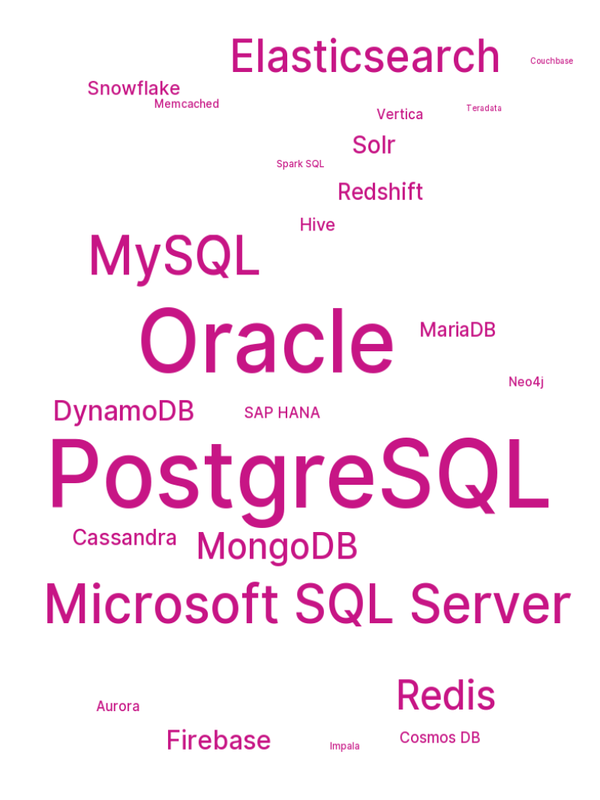 Elasticsearch
Couchbase
Snowflake
Memcached
Teradata
Vertica
Solr
Spark SQL
Redshift
Hive
MySQL
Oracle
MariaDB
Neo4j
DynamoDB
SAP HANA
PostgreSQL
Cassandra
MongoDB
Microsoft SQL Server
Redis
Aurora
Firebase
Cosmos DB
Impala